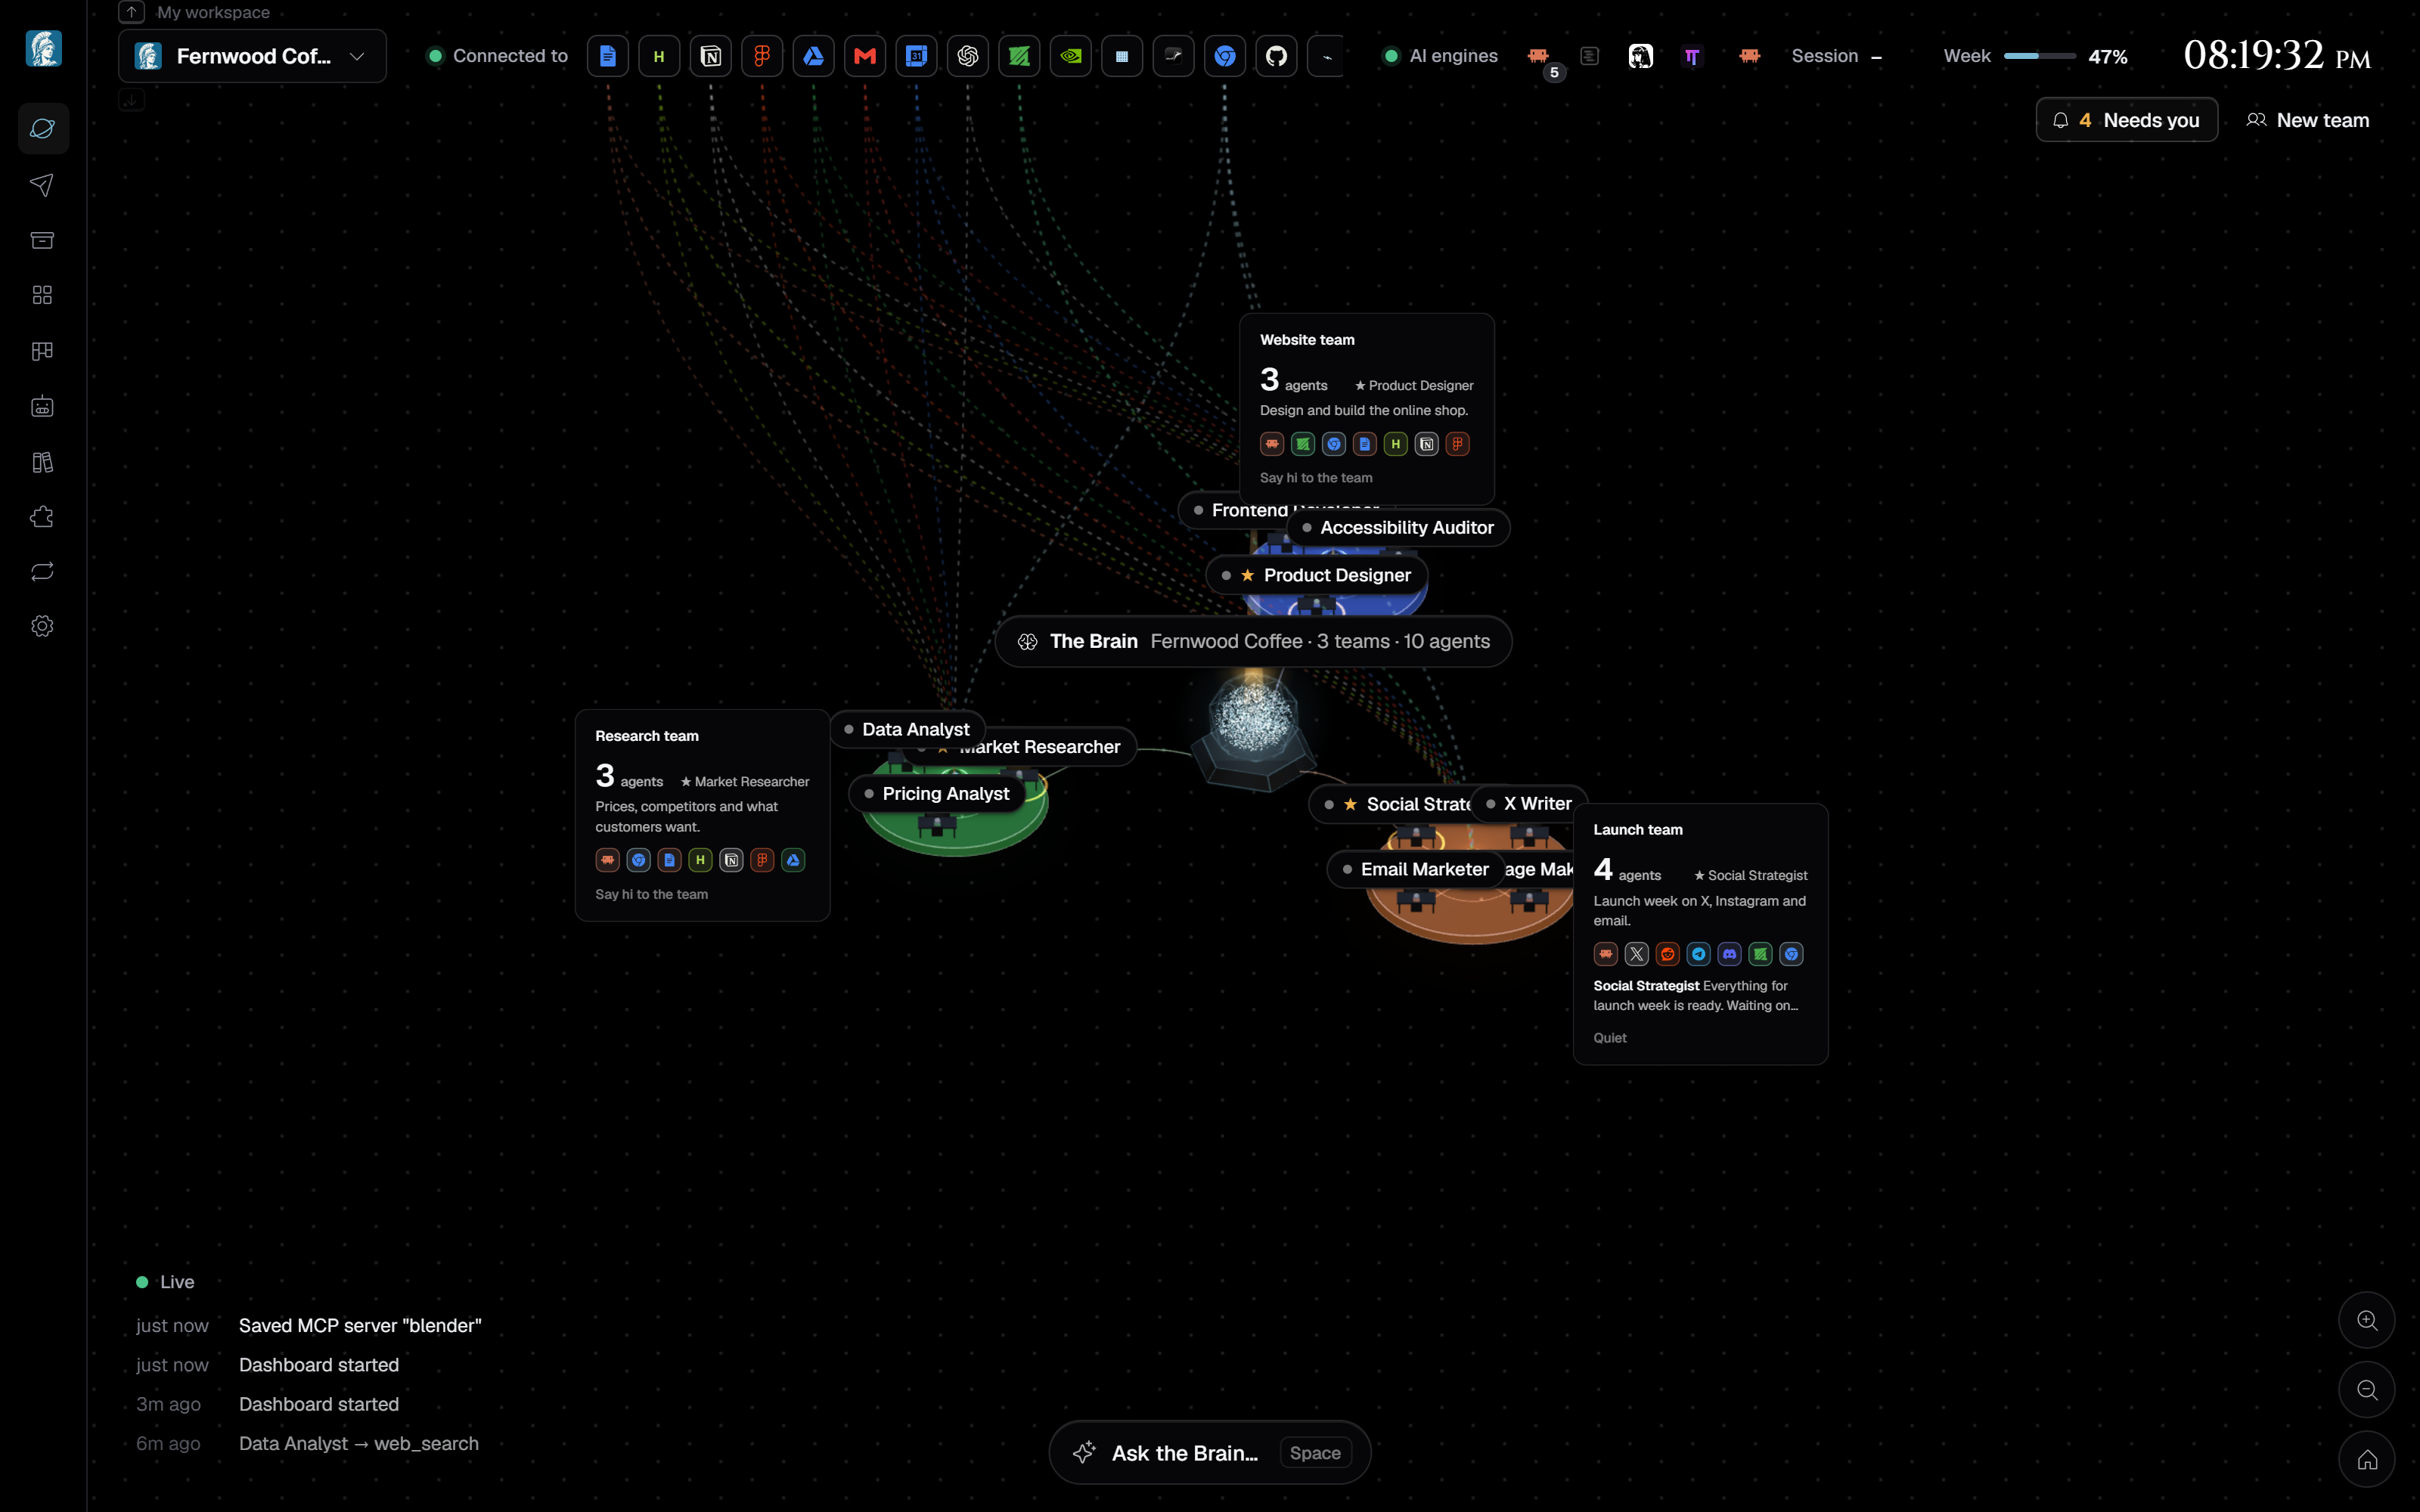 My workspace
Fernwood Cof...
Connected to
AI engines
5
Session –
Week
47%
08:19:32 PM
4 Needs you
New team
Website team
3 agents
★ Product Designer
Design and build the online shop.
Say hi to the team
Frontend
Accessibility Auditor
★ Product Designer
The Brain Fernwood Coffee · 3 teams · 10 agents
Research team
3 agents
★ Market Researcher
Prices, competitors and what
customers want.
Say hi to the team
Data Analyst
Market Researcher
Pricing Analyst
★ Social Strate
X Writer
Email Marketer
age Mak
Launch team
4 agents
★ Social Strategist
Launch week on X, Instagram and
email.
Social Strategist Everything for
launch week is ready. Waiting on...
Quiet
Live
just now Saved MCP server "blender"
just now Dashboard started
3m ago Dashboard started
6m ago Data Analyst → web_search
Ask the Brain... Space